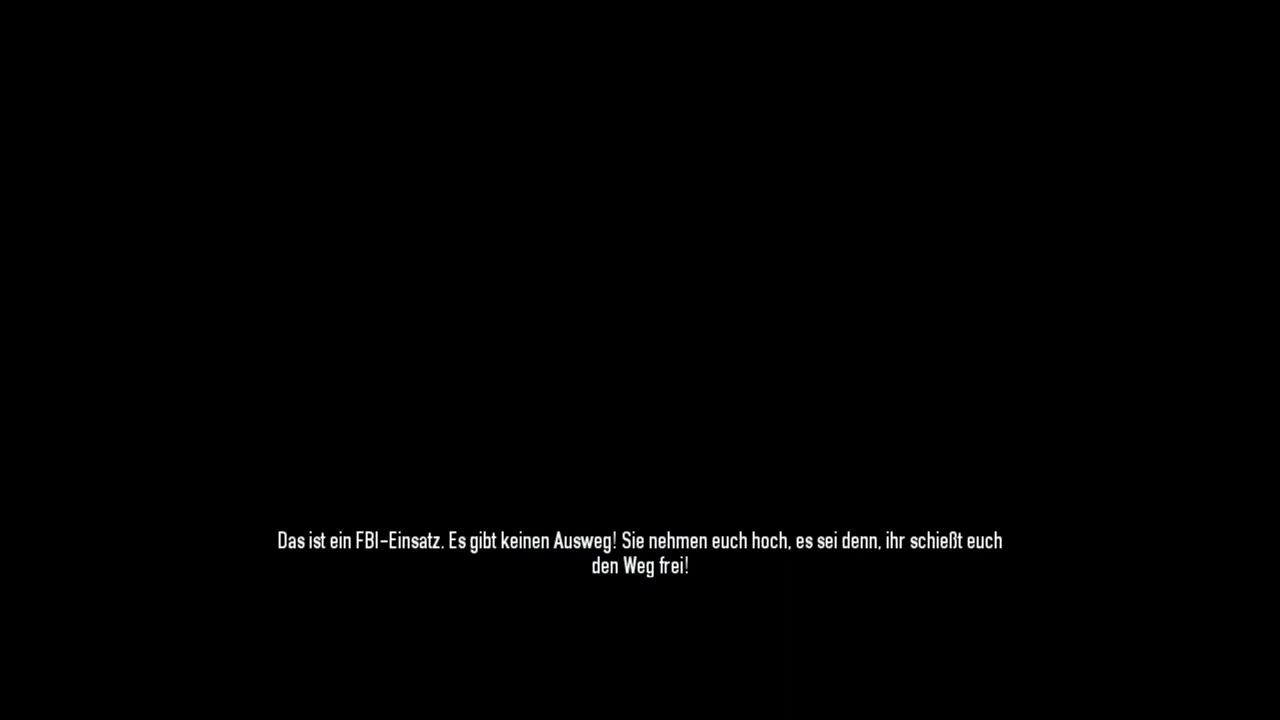 Das ist ein FBI-Einsatz. Es gibt keinen Ausweg! Sie nehmen euch hoch, es sei denn, ihr schießt euch
den Weg frei!